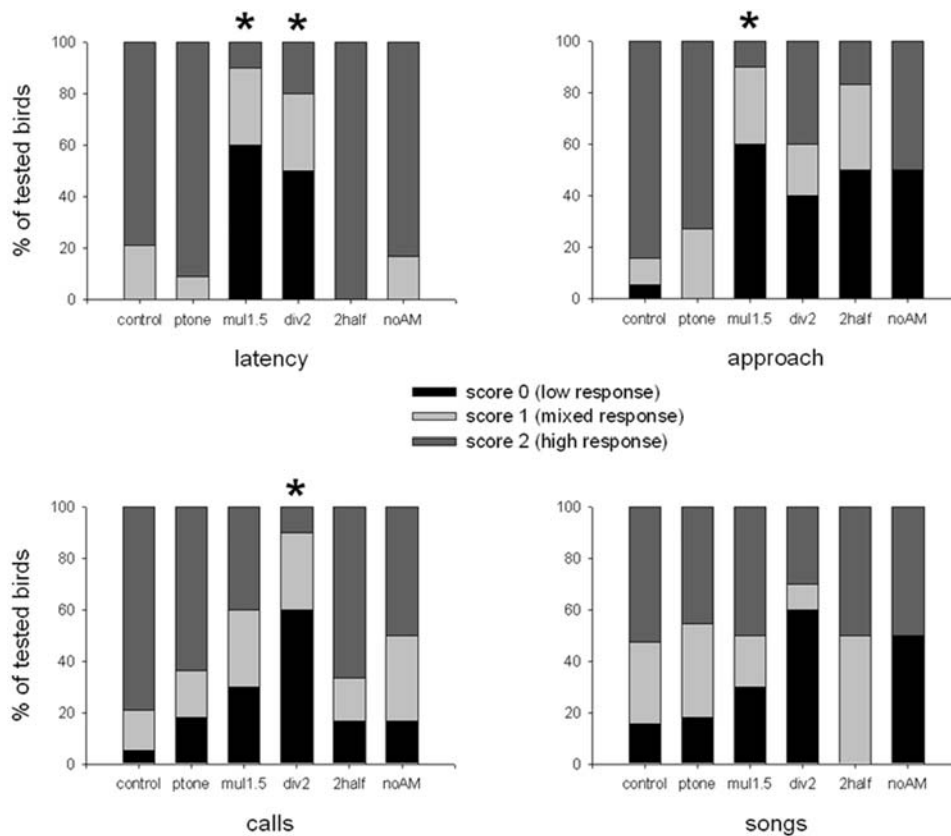 * *
% of tested birds
100
80
60
40
20
0
control ptone mul1.5 div2 2half noAM
latency
*
100
80
60
40
20
0
control ptone mul1.5 div2 2half noAM
approach
score 0 (low response)
score 1 (mixed response)
score 2 (high response)
*
% of tested birds
100
80
60
40
20
0
control ptone mul1.5 div2 2half noAM
calls
100
80
60
40
20
0
control ptone mul1.5 div2 2half noAM
songs